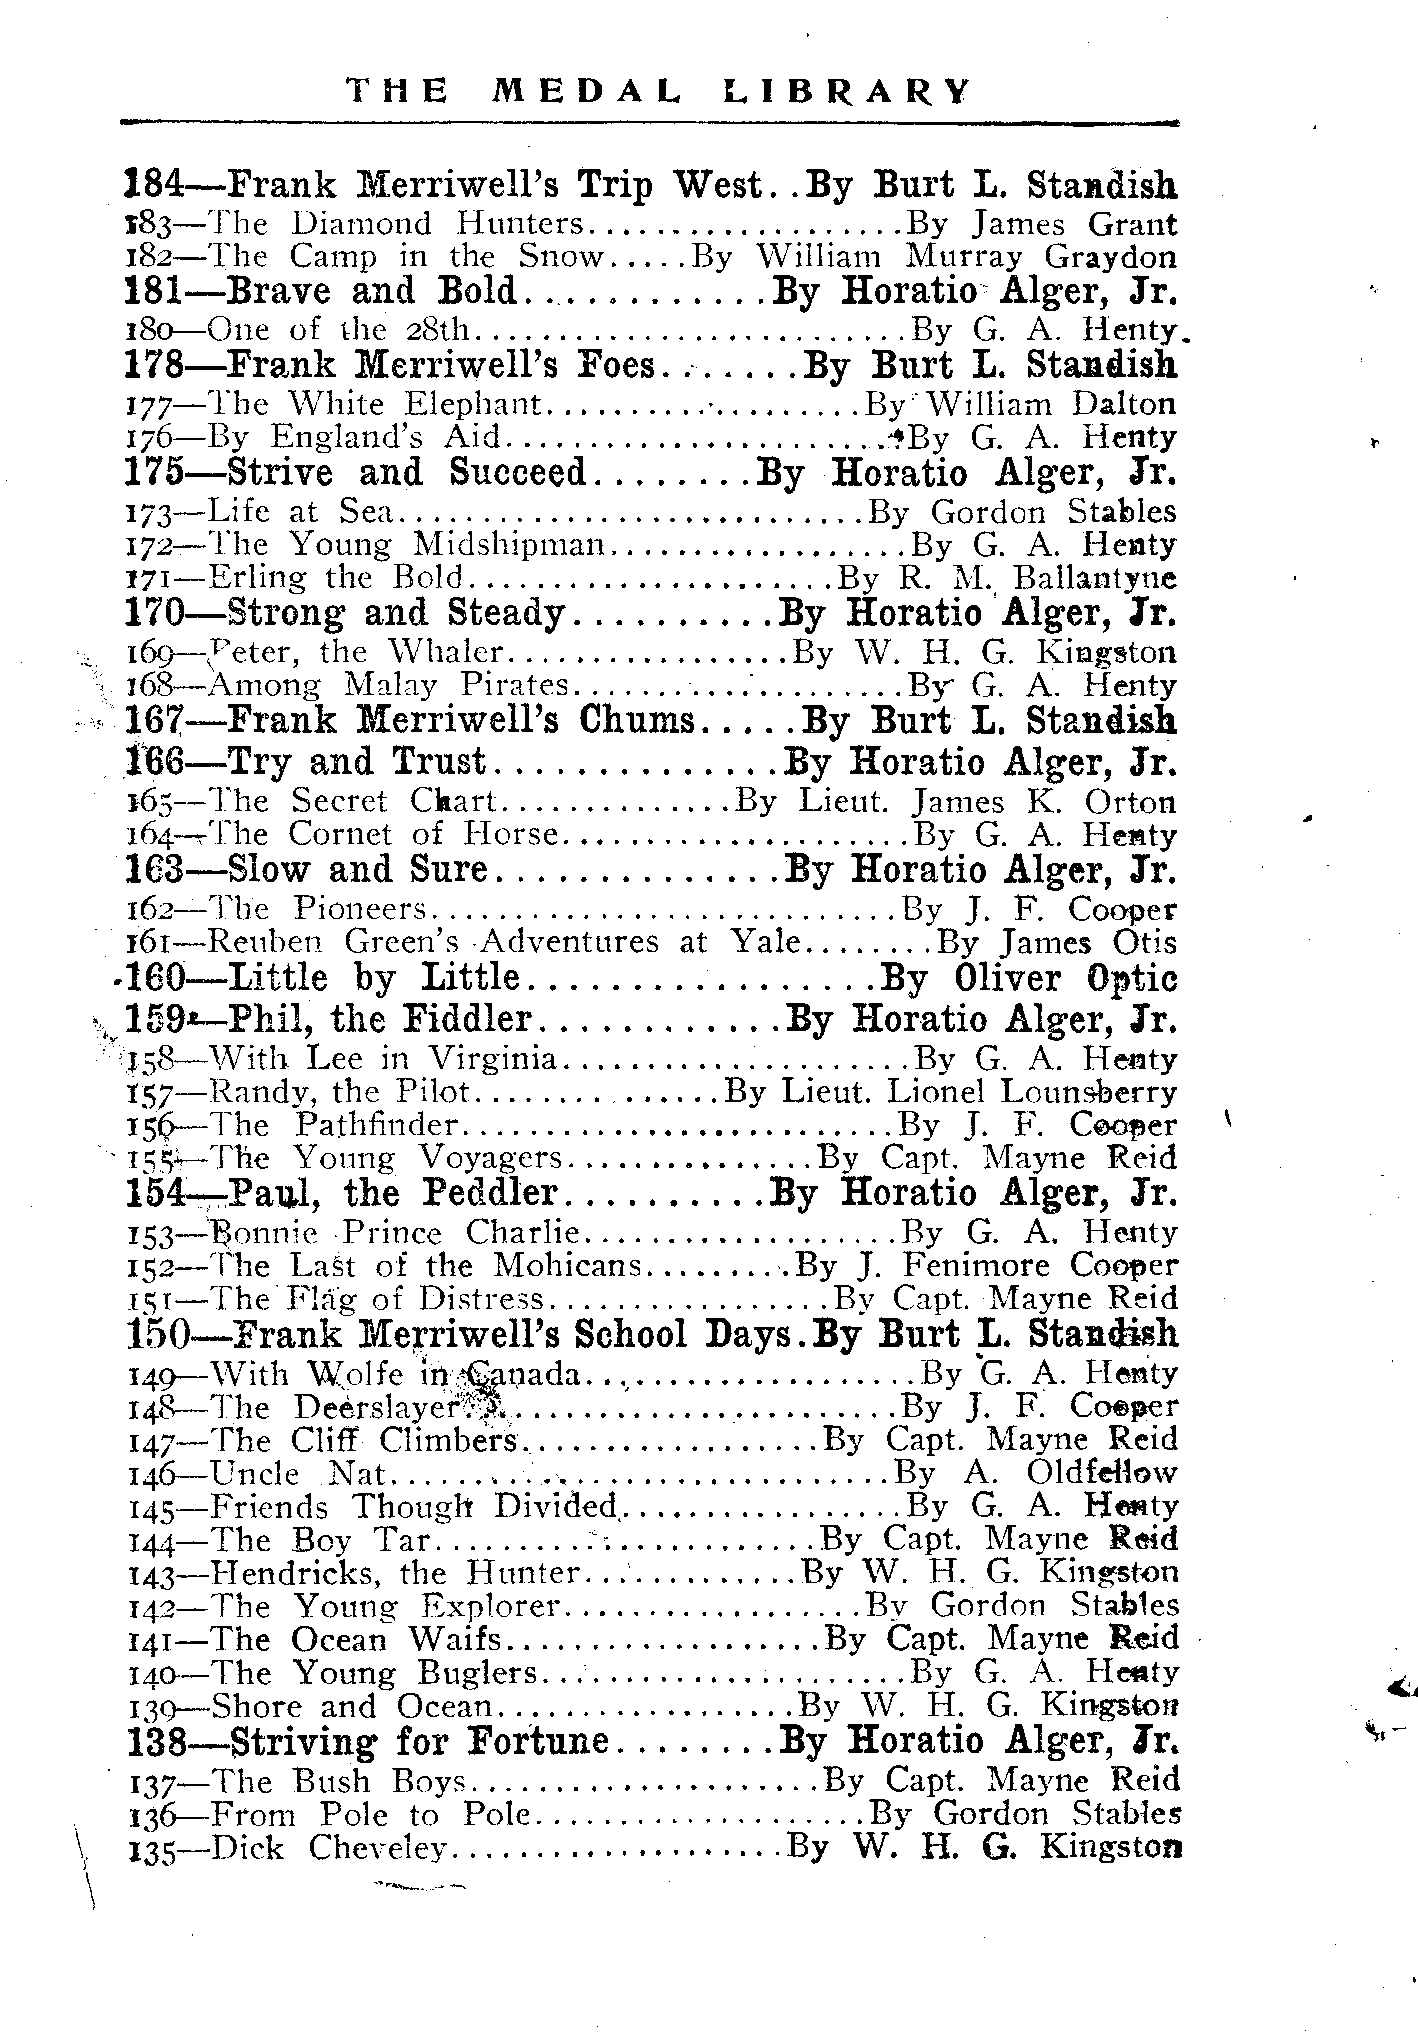 THE MEDAL LIBRARY
184—Frank Merriwell's Trip West..By Burt L. Standish
183—The Diamond Hunters...................By James Grant
182—The Camp in the Snow.....By William Murray Graydon
181—Brave and Bold............By Horatio Alger, Jr.
180—One of the 28th..........................By G. A. Henty.
178—Frank Merriwell's Foes.......By Burt L. Standish
177—The White Elephant...................By William Dalton
176—By England's Aid.......................By G. A. Henty
175—Strive and Succeed........By Horatio Alger, Jr.
173—Life at Sea............................By Gordon Stables
172—The Young Midshipman..................By G. A. Henty
171—Erling the Bold......................By R. M. Ballantyne
170—Strong and Steady..........By Horatio Alger, Jr.
169—Peter, the Whaler.................By W. H. G. Kingston
168—Among Malay Pirates....................By G. A. Henty
167—Frank Merriwell's Chums.....By Burt L. Standish
166—Try and Trust..............By Horatio Alger, Jr.
165—The Secret Chart..............By Lieut. James K. Orton
164—The Cornet of Horse.....................By G. A. Henty
163—Slow and Sure..............By Horatio Alger, Jr.
162—The Pioneers............................By J. F. Cooper
161—Reuben Green's Adventures at Yale........By James Otis
160—Little by Little.................By Oliver Optic
159—Phil, the Fiddler............By Horatio Alger, Jr.
158—With Lee in Virginia.....................By G. A. Henty
157—Randy, the Pilot...............By Lieut. Lionel Lounsberry
156—The Pathfinder..........................By J. F. Cooper
155—The Young Voyagers...............By Capt. Mayne Reid
154—Paul, the Peddler..........By Horatio Alger, Jr.
153—Bonnie Prince Charlie...................By G. A. Henty
152—The Last of the Mohicans.........By J. Fenimore Cooper
151—The Flag of Distress.................By Capt. Mayne Reid
150—Frank Merriwell's School Days.By Burt L. Standish
149—With Wolfe in Canada....................By G. A. Henty
148—The Deerslayer.........................By J. F. Cooper
147—The Cliff Climbers..................By Capt. Mayne Reid
146—Uncle Nat..............................By A. Oldfellow
145—Friends Though Divided.................By G. A. Henty
144—The Boy Tar.......................By Capt. Mayne Reid
143—Hendricks, the Hunter.............By W. H. G. Kingston
142—The Young Explorer..................By Gordon Stables
141—The Ocean Waifs...................By Capt. Mayne Reid
140—The Young Buglers......................By G. A. Henty
139—Shore and Ocean..................By W. H. G. Kingston
138—Striving for Fortune........By Horatio Alger, Jr.
137—The Bush Boys.....................By Capt. Mayne Reid
136—From Pole to Pole....................By Gordon Stables
135—Dick Cheveley....................By W. H. G. Kingston